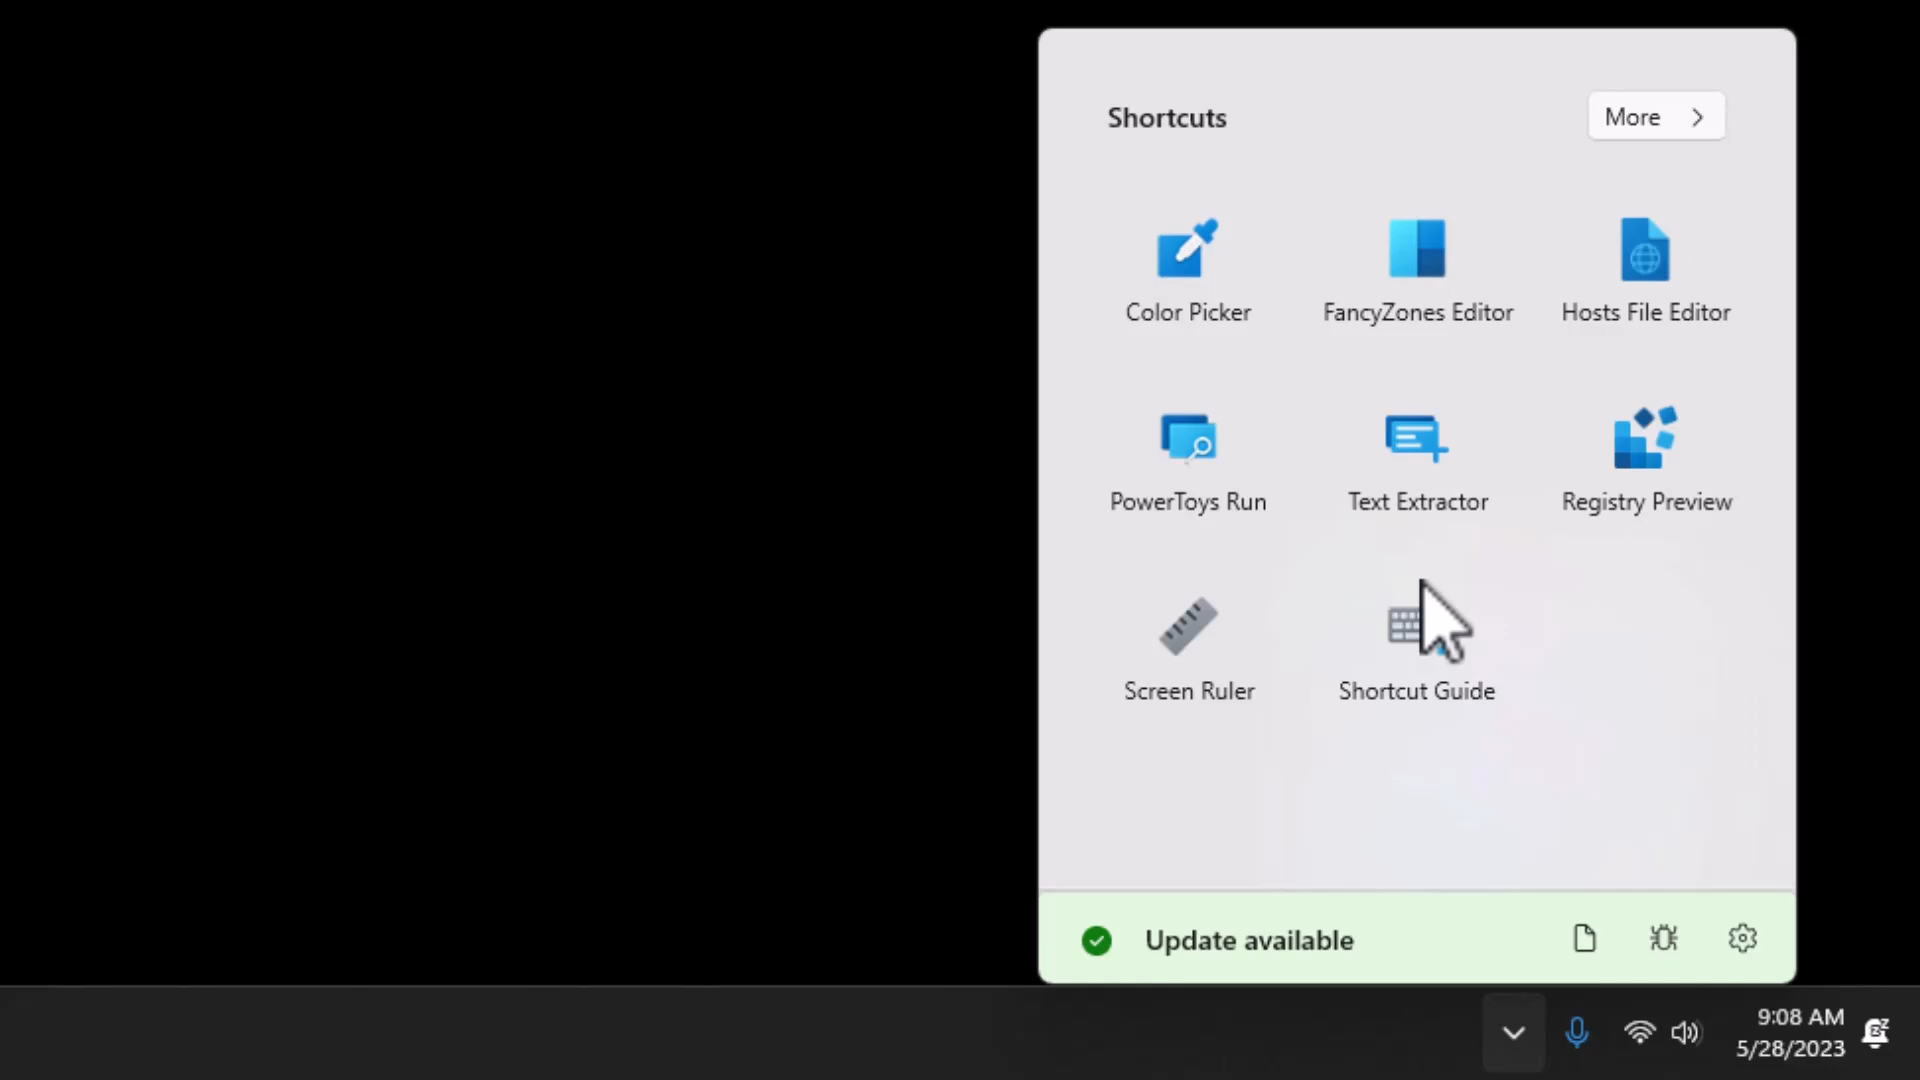 Shortcuts
More
Color Picker
FancyZones Editor
Hosts File Editor
PowerToys Run
Text Extractor
Registry Preview
Screen Ruler
Shortcut Guide
Update available
9:08 AM
5/28/2023